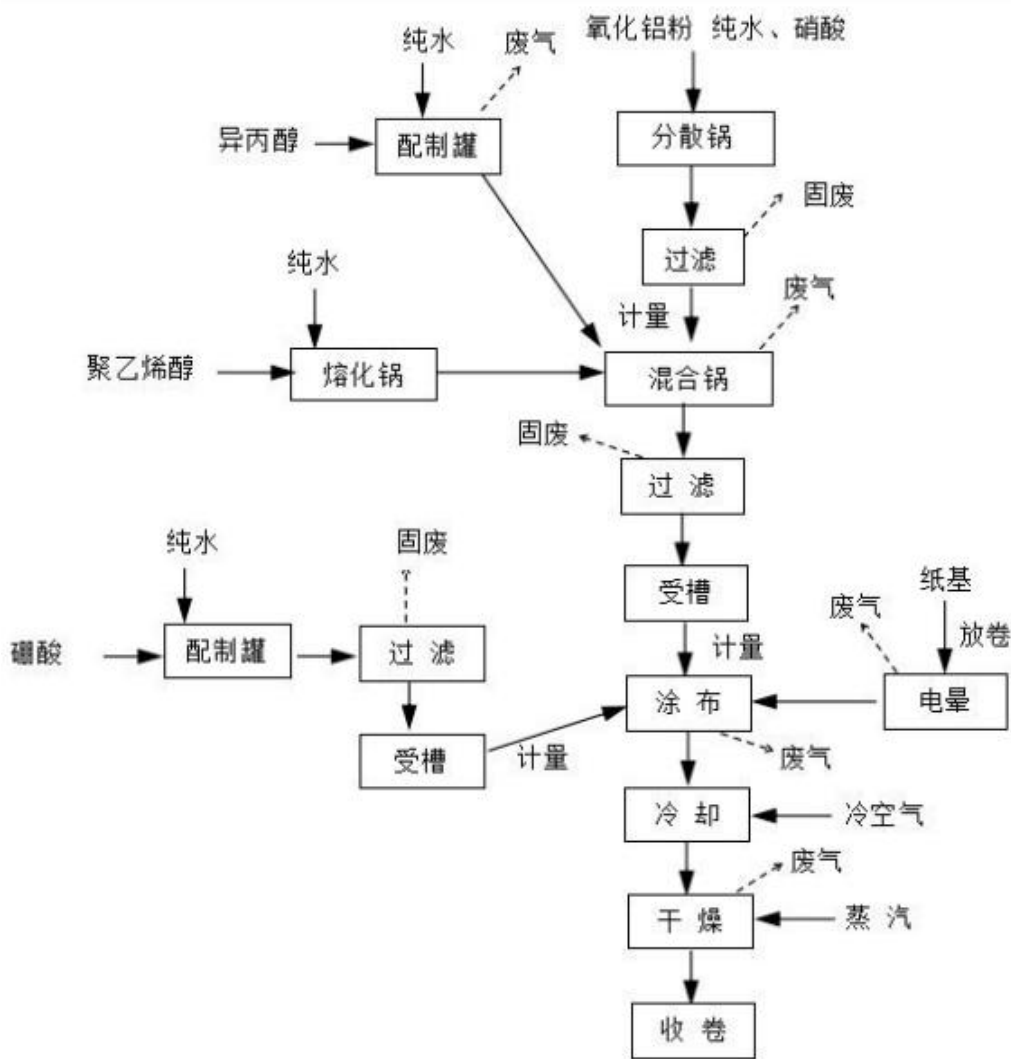 氧化铝粉 纯水、硝酸
纯水
废气
异丙醇
配制罐
分散锅
固废
过滤
纯水
废气
计量
聚乙烯醇
熔化锅
混合锅
固废
过 滤
纯水
固废
受槽
纸基
废气
放卷
硼酸
配制罐
过 滤
计量
涂 布
电晕
受槽
计量
废气
冷 却
冷空气
废气
干 燥
蒸 汽
收 卷